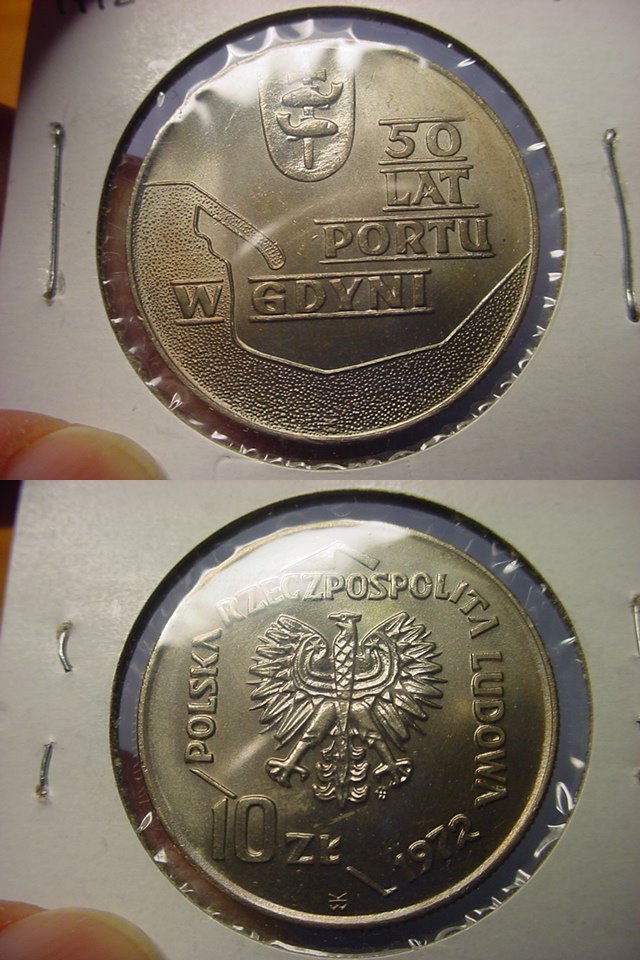 50
LAT
PORTU
W GDYNI
POLSKA RZECZPOSPOLITA LUDOWA
10 ZŁ
1972